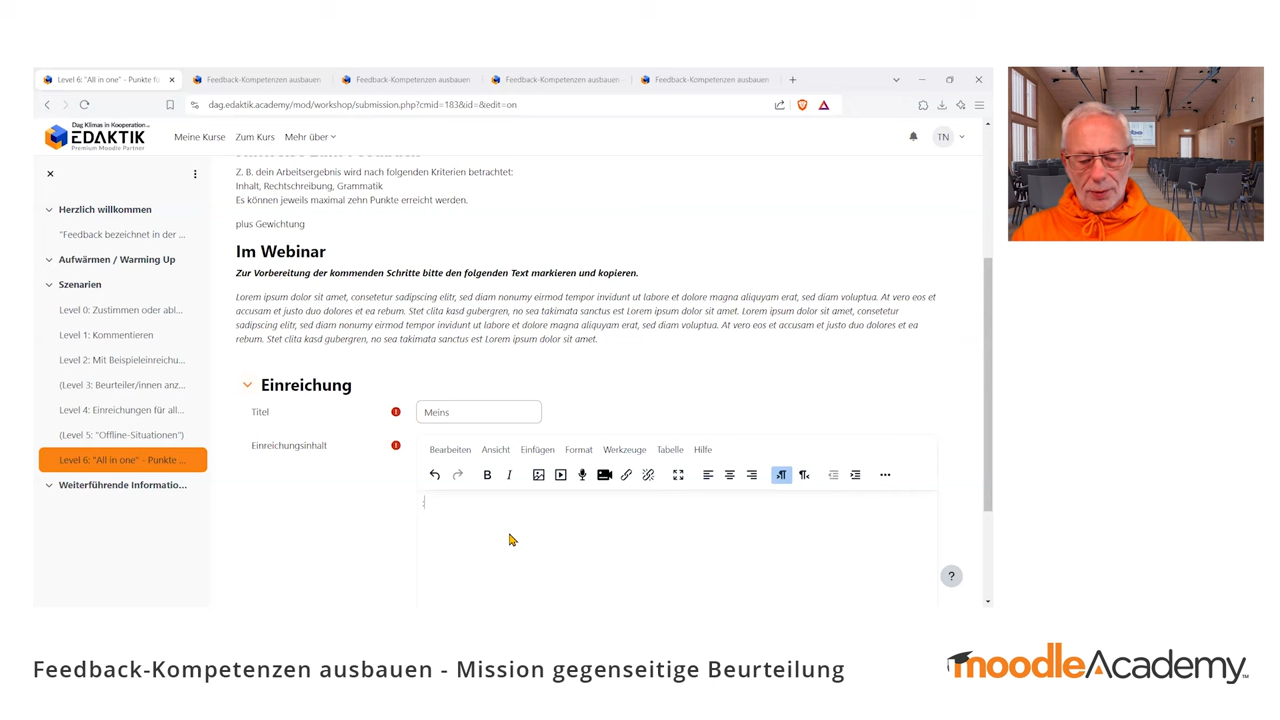 Level 6: "All in one" - Punkte fü
Feedback-Kompetenzen ausbauen
Feedback-Kompetenzen ausbauen
Feedback-Kompetenzen ausbauen
Feedback-Kompetenzen ausbauen
dag.edaktik.academy/mod/workshop/submission.php?cmid=183&id=&edit=on
Dag Klimas in Kooperation
EDAKTIK
Premium Moodle Partner
Meine Kurse Zum Kurs Mehr über
TN
Z. B. dein Arbeitsergebnis wird nach folgenden Kriterien betrachtet:
Inhalt, Rechtschreibung, Grammatik
Es können jeweils maximal zehn Punkte erreicht werden.
plus Gewichtung
Im Webinar
Zur Vorbereitung der kommenden Schritte bitte den folgenden Text markieren und kopieren.
Lorem ipsum dolor sit amet, consetetur sadipscing elitr, sed diam nonumy eirmod tempor invidunt ut labore et dolore magna aliquyam erat, sed diam voluptua. At vero eos et
accusam et justo duo dolores et ea rebum. Stet clita kasd gubergren, no sea takimata sanctus est Lorem ipsum dolor sit amet. Lorem ipsum dolor sit amet, consetetur
sadipscing elitr, sed diam nonumy eirmod tempor invidunt ut labore et dolore magna aliquyam erat, sed diam voluptua. At vero eos et accusam et justo duo dolores et ea
rebum. Stet clita kasd gubergren, no sea takimata sanctus est Lorem ipsum dolor sit amet.
Herzlich willkommen
"Feedback bezeichnet in der ...
Aufwärmen / Warming Up
Szenarien
Level 0: Zustimmen oder abl...
Level 1: Kommentieren
Level 2: Mit Beispieleinreichu...
(Level 3: Beurteiler/innen anz...
Level 4: Einreichungen für all...
(Level 5: "Offline-Situationen")
Level 6: "All in one" - Punkte ...
Weiterführende Informatio...
Einreichung
Titel
Meins
Einreichungsinhalt
Bearbeiten Ansicht Einfügen Format Werkzeuge Tabelle Hilfe
B I
?
Feedback-Kompetenzen ausbauen - Mission gegenseitige Beurteilung
moodleAcademy™